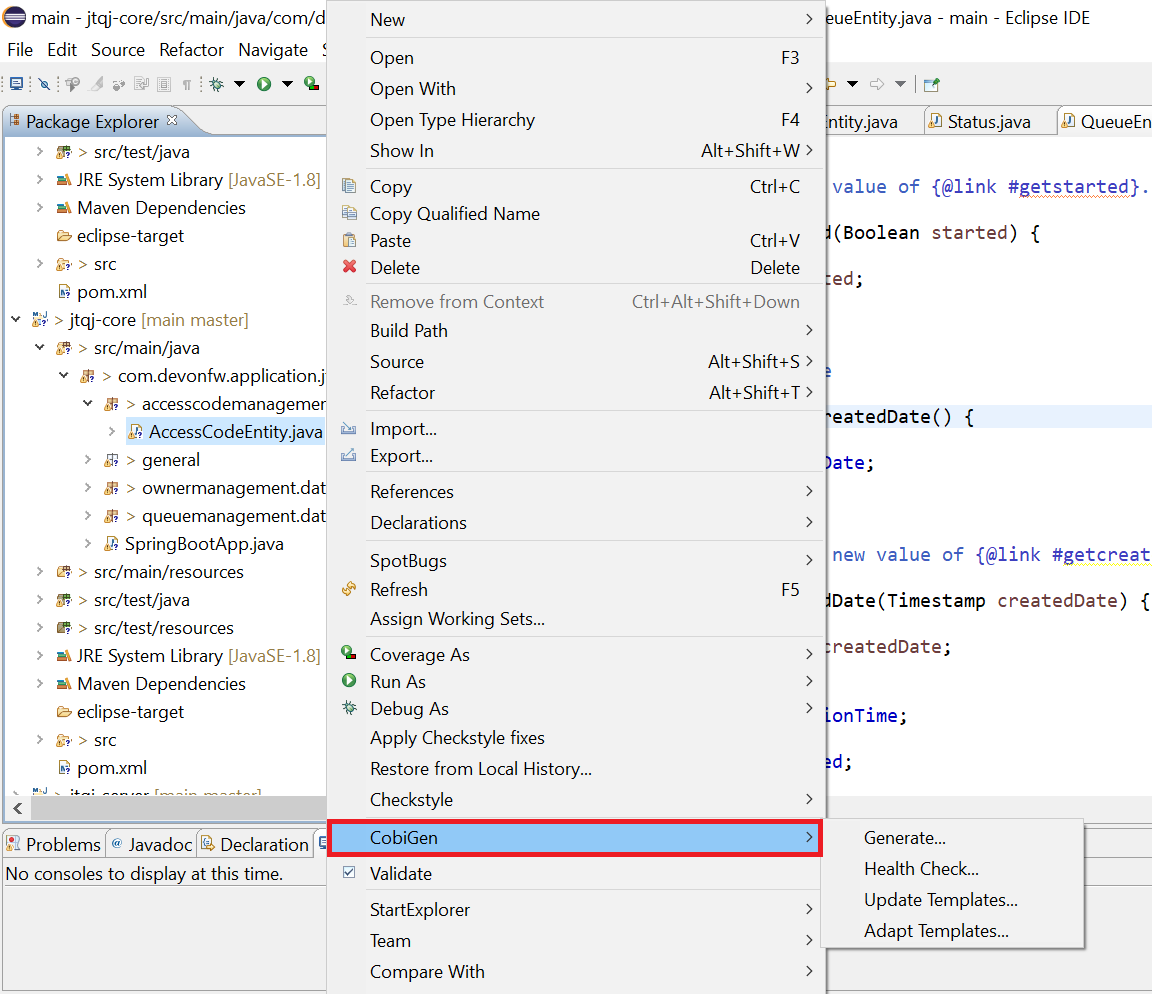 main - jtqj-core/src/main/java/com/d
eueEntity.java - main - Eclipse IDE
File Edit Source Refactor Navigate
Package Explorer
> src/test/java
JRE System Library [JavaSE-1.8]
Maven Dependencies
eclipse-target
> src
pom.xml
> jtqj-core [main master]
> src/main/java
> com.devonfw.application.j
> accesscodemanagemer
AccessCodeEntity.java
> general
> ownermanagement.dat
> queuemanagement.dat
SpringBootApp.java
> src/main/resources
> src/test/java
> src/test/resources
JRE System Library [JavaSE-1.8]
Maven Dependencies
eclipse-target
> src
pom.xml
> jtqj-server [main master]
Problems
Javadoc
Declaration
No consoles to display at this time.
New
Open F3
Open With
Open Type Hierarchy F4
Show In Alt+Shift+W
Copy Ctrl+C
Copy Qualified Name
Paste Ctrl+V
Delete Delete
Remove from Context Ctrl+Alt+Shift+Down
Build Path
Source Alt+Shift+S
Refactor Alt+Shift+T
Import...
Export...
References
Declarations
SpotBugs
Refresh F5
Assign Working Sets...
Coverage As
Run As
Debug As
Apply Checkstyle fixes
Restore from Local History...
Checkstyle
CobiGen
Validate
StartExplorer
Team
Compare With
Generate...
Health Check...
Update Templates...
Adapt Templates...
Entity.java
Status.java
QueueEn
value of {@link #getstarted}.
d(Boolean started) {
ted;
e
reatedDate() {
Date;
new value of {@link #getcreat
dDate(Timestamp createdDate) {
createdDate;
ionTime;
ed;